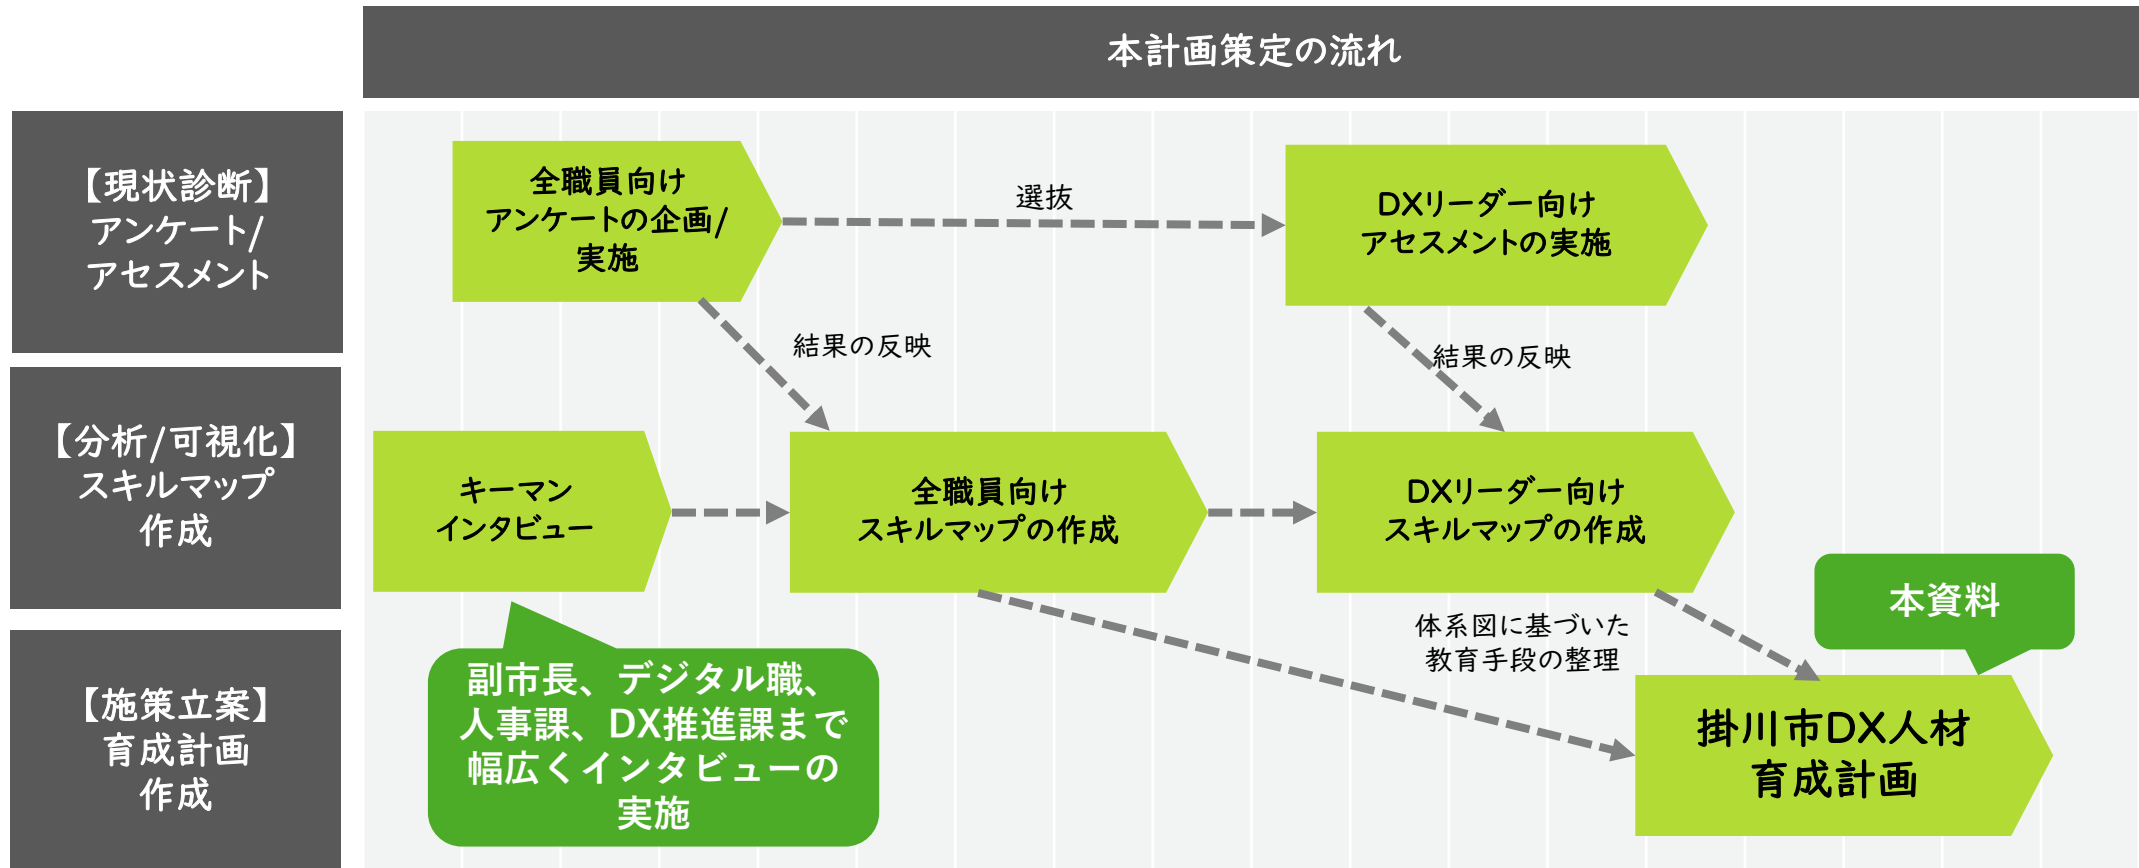 本計画策定の流れ
【現状診断】
アンケート/
アセスメント
全職員向け
アンケートの企画/
実施
選抜
DXリーダー向け
アセスメントの実施
結果の反映
結果の反映
【分析/可視化】
スキルマップ
作成
キーマン
インタビュー
全職員向け
スキルマップの作成
DXリーダー向け
スキルマップの作成
本資料
体系図に基づいた
教育手段の整理
【施策立案】
育成計画
作成
副市長、デジタル職、
人事課、DX推進課まで
幅広くインタビューの
実施
掛川市DX人材
育成計画